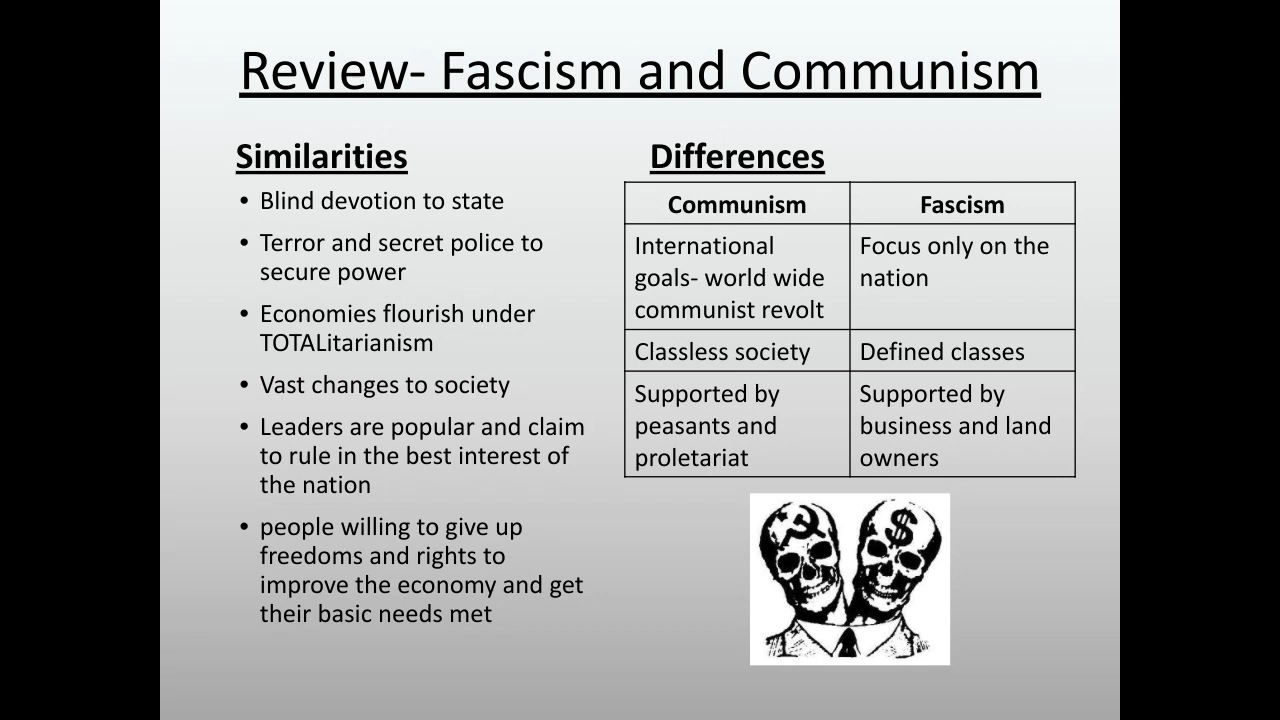 Review- Fascism and Communism
Similarities
• Blind devotion to state
• Terror and secret police to
secure power
• Economies flourish under
TOTALitarianism
• Vast changes to society
• Leaders are popular and claim
to rule in the best interest of
the nation
• people willing to give up
freedoms and rights to
improve the economy and get
their basic needs met
Differences
Communism
Fascism
International
goals- world wide
communist revolt
Focus only on the
nation
Classless society
Defined classes
Supported by
peasants and
proletariat
Supported by
business and land
owners
$